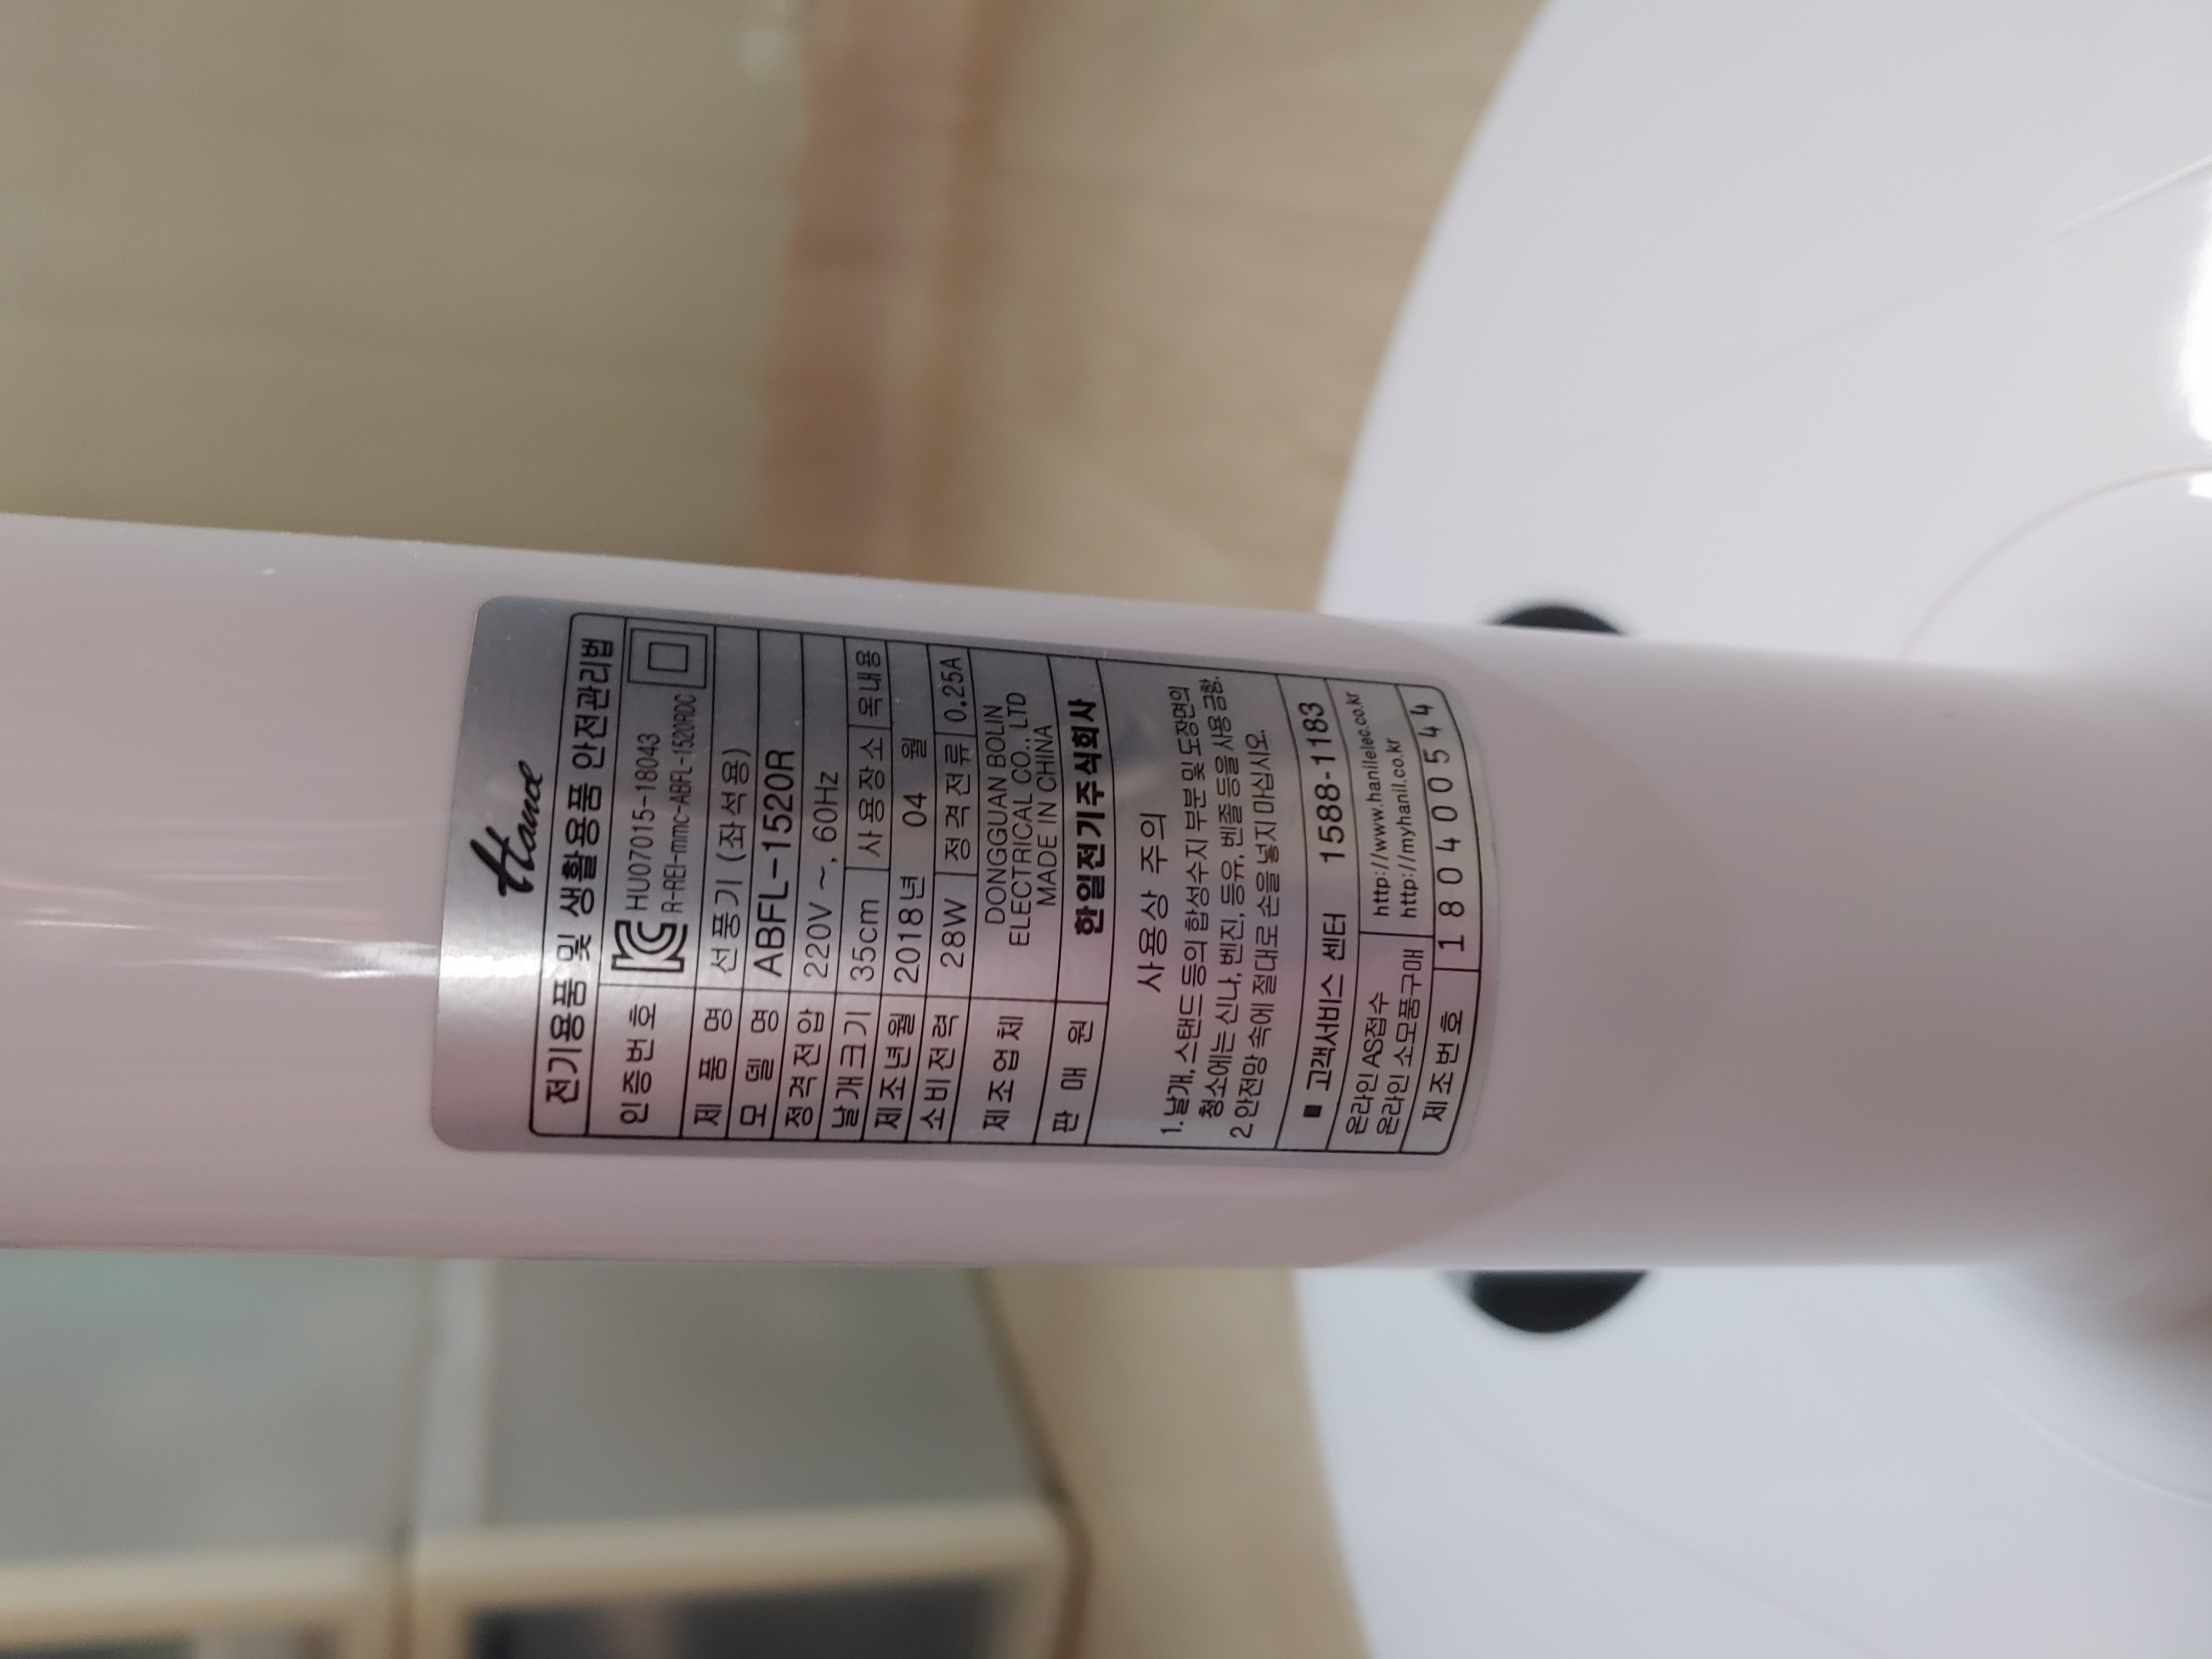 Hanil
전기용품 및 생활용품 안전관리법
인증번호 HU07015-18043
R-REI-mmc-ABFL-1520RDC
제 품 명 선풍기 (좌석용)
모 델 명 ABFL-1520R
정격전압 220V ~, 60Hz
날개크기 35cm 사용장소 옥내용
제조년월 2018년 04 월
소비전력 28W 정격전류 0.25A
제조업체 DONGGUAN BOLIN
ELECTRICAL CO., LTD
MADE IN CHINA
판 매 원 한일전기주식회사
사용상 주의
1. 날개, 스탠드 등의 합성수지 부분 및 도장면의
청소에는 신나, 벤진, 등유, 벤졸 등을 사용 금함.
2. 안전망 속에 절대로 손을 넣지 마십시오.
■ 고객서비스 센터 1588-1183
온라인 AS접수 http://www.hanilelec.co.kr
온라인 소모품구매 http://myhanil.co.kr
제조번호 180400544